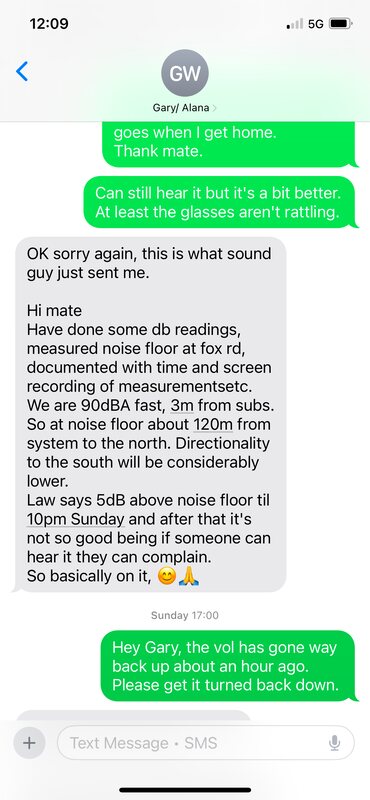 12:09
5G
GW
Gary/ Alana
goes when I get home.
Thank mate.
Can still hear it but it's a bit better.
At least the glasses aren't rattling.
OK sorry again, this is what sound
guy just sent me.
Hi mate
Have done some db readings,
measured noise floor at fox rd,
documented with time and screen
recording of measurementsetc.
We are 90dBA fast, 3m from subs.
So at noise floor about 120m from
system to the north. Directionality
to the south will be considerably
lower.
Law says 5dB above noise floor til
10pm Sunday and after that it's
not so good being if someone can
hear it they can complain.
So basically on it, 😊🙏
Sunday 17:00
Hey Gary, the vol has gone way
back up about an hour ago.
Please get it turned back down.
Text Message • SMS